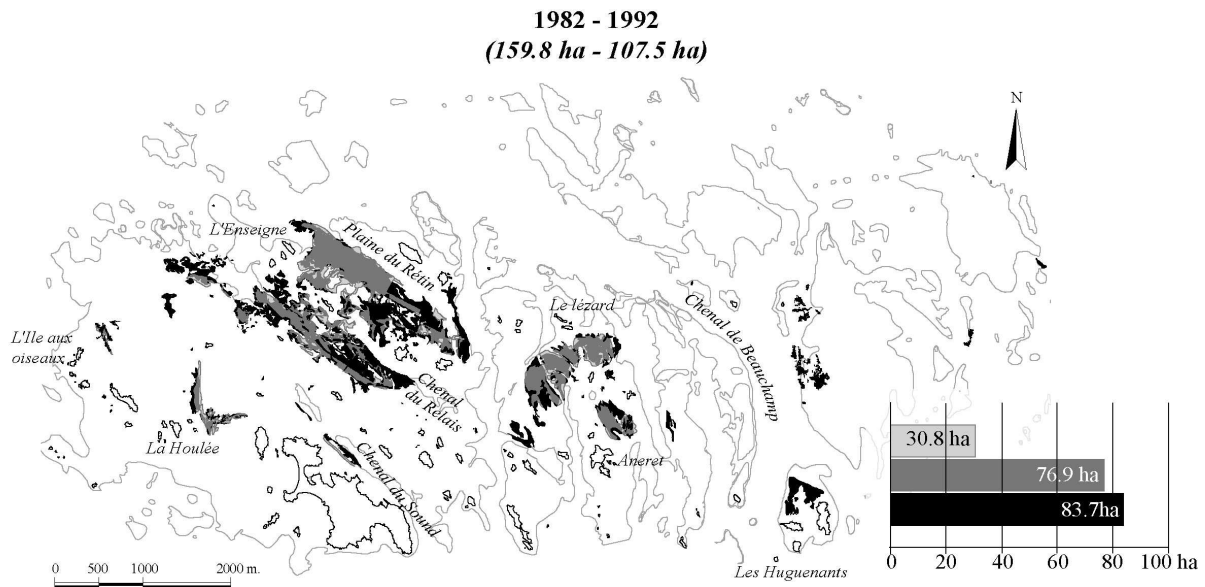 1982 - 1992
(159.8 ha - 107.5 ha)
N
L'Enseigne
Plaine du Rétin
Le lézard
Chenal de Beauchamp
L'Ile aux
oiseaux
Chenal
du Relais
La Houlée
Chenal du Sound
Aneret
Les Huguenants
30.8 ha
76.9 ha
83.7ha
0 20 40 60 80 100 ha
0 500 1000 2000 m.